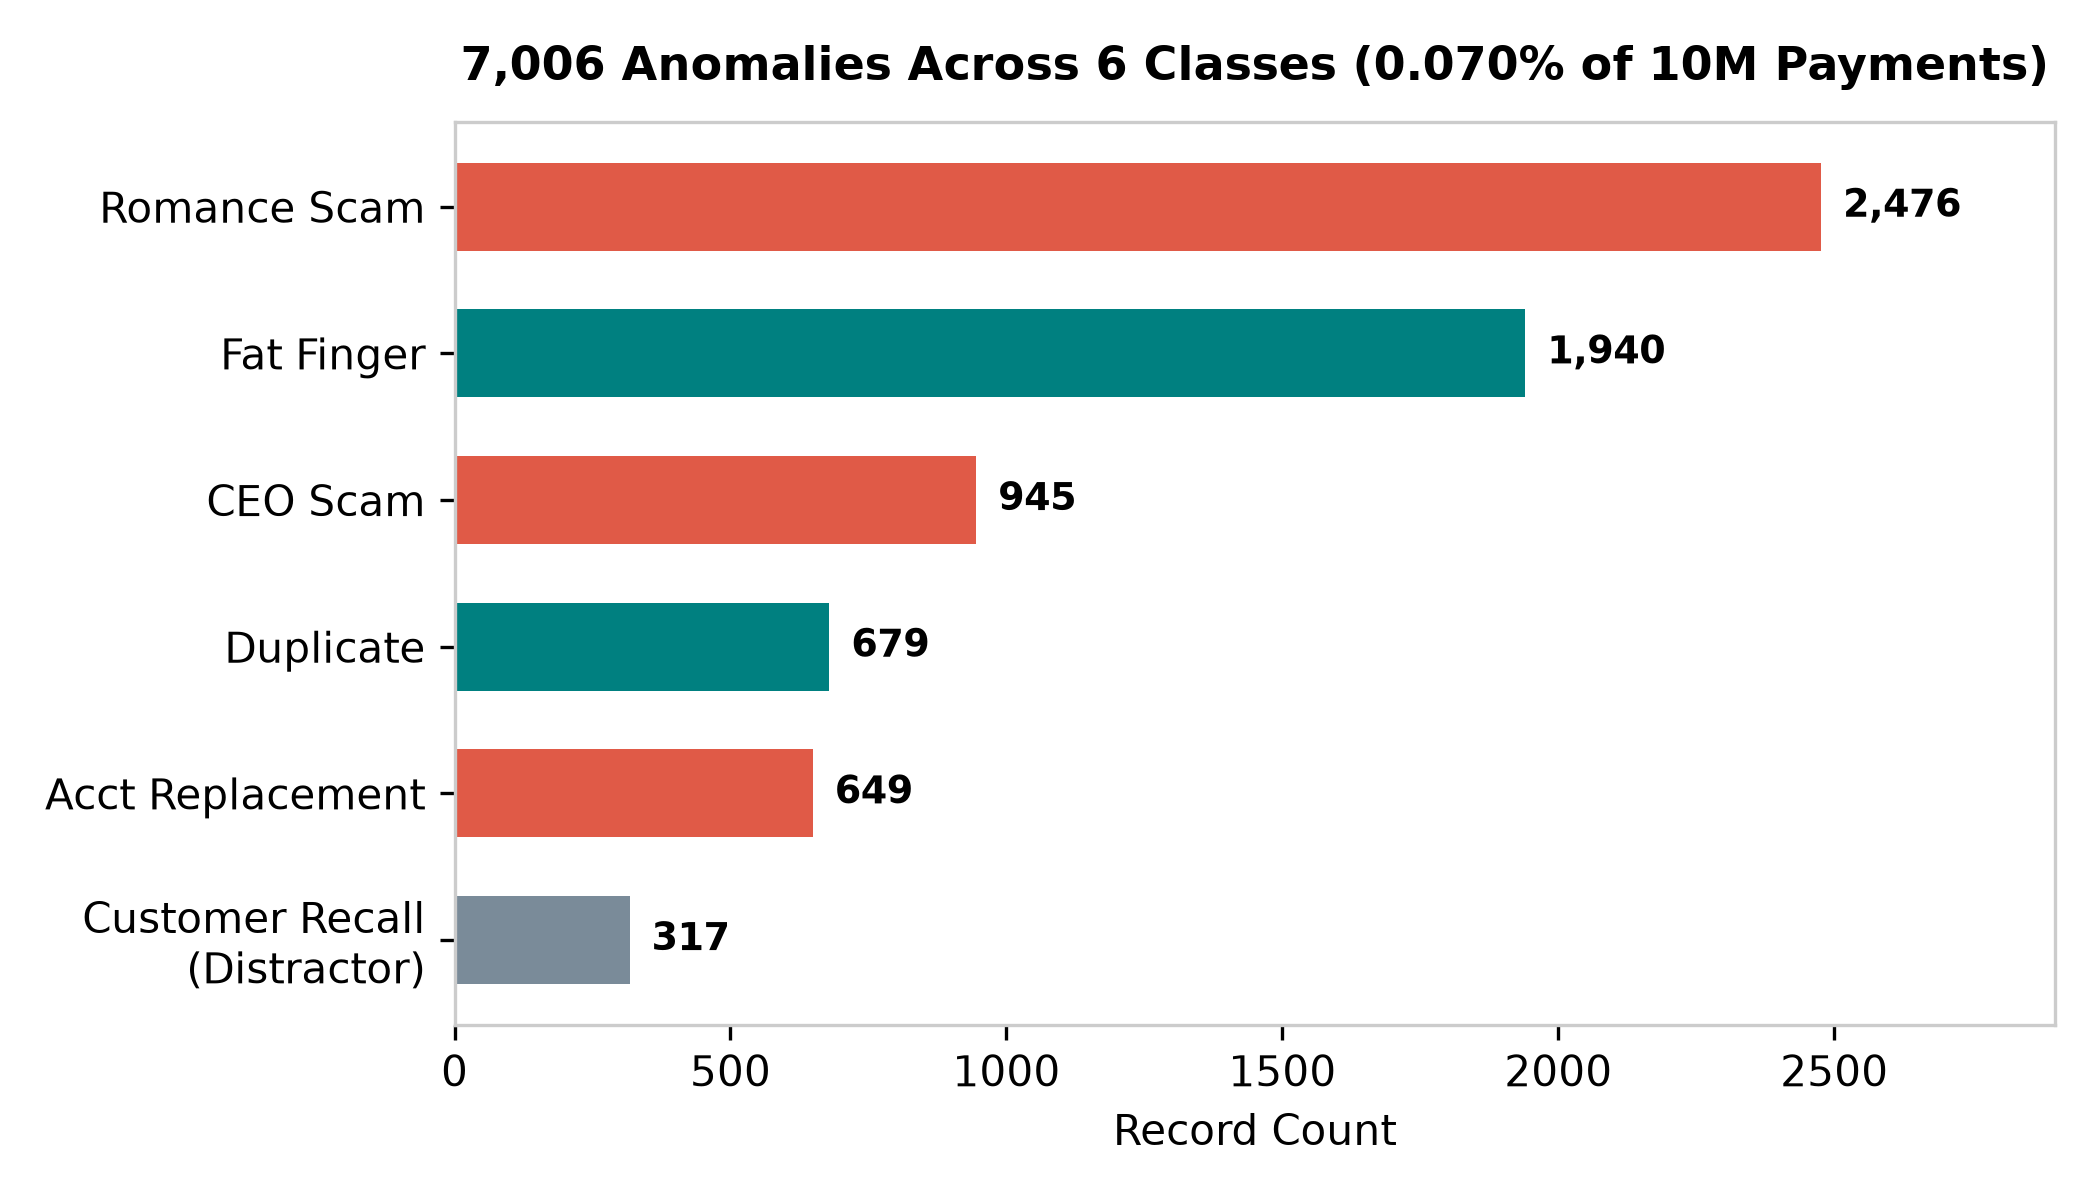 7,006 Anomalies Across 6 Classes (0.070% of 10M Payments)
Romance Scam
2,476
Fat Finger
1,940
CEO Scam
945
Duplicate
679
Acct Replacement
649
Customer Recall
(Distractor)
317
0
500
1000
1500
2000
2500
Record Count